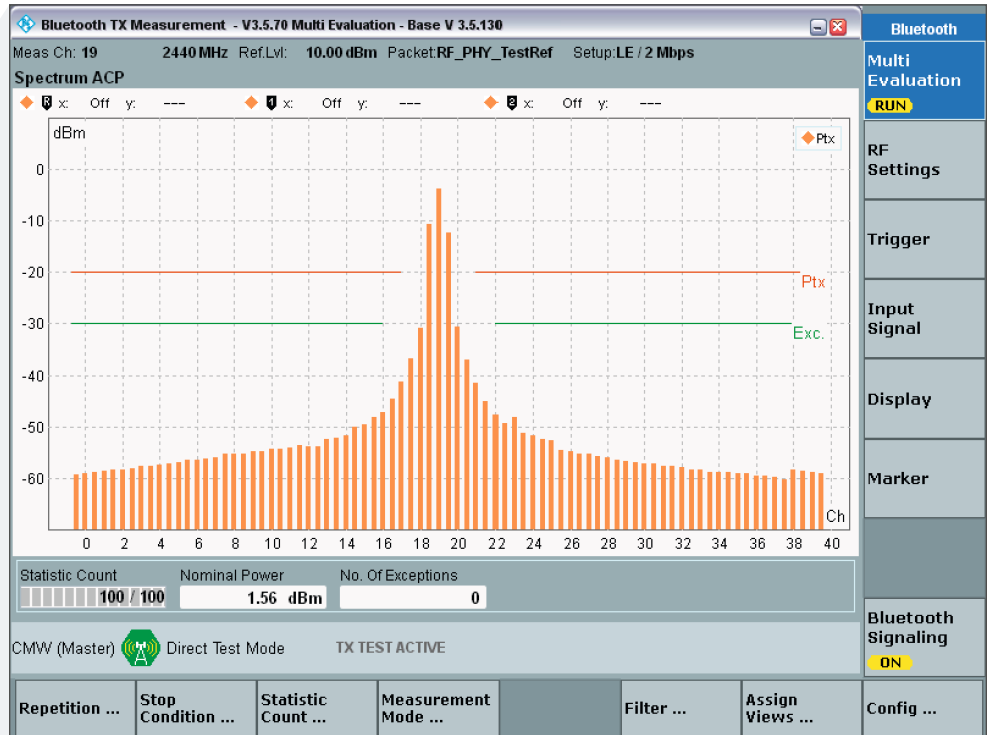 Bluetooth TX Measurement - V3.5.70 Multi Evaluation - Base V 3.5.130
Meas Ch: 19 2440 MHz Ref.Lvl: 10.00 dBm Packet:RF_PHY_TestRef Setup:LE / 2 Mbps
Spectrum ACP
R x: Off y: --- 1 x: Off y: --- 2 x: Off y: ---
dBm
Ptx
0
-10
-20
Ptx
-30
Exc.
-40
-50
-60
Ch
0 2 4 6 8 10 12 14 16 18 20 22 24 26 28 30 32 34 36 38 40
Statistic Count Nominal Power No. Of Exceptions
100 / 100 1.56 dBm 0
CMW (Master) Direct Test Mode TX TEST ACTIVE
Bluetooth
Multi
Evaluation
RUN
RF
Settings
Trigger
Input
Signal
Display
Marker
Bluetooth
Signaling
ON
Repetition ...
Stop
Condition ...
Statistic
Count ...
Measurement
Mode ...
Filter ...
Assign
Views ...
Config ...